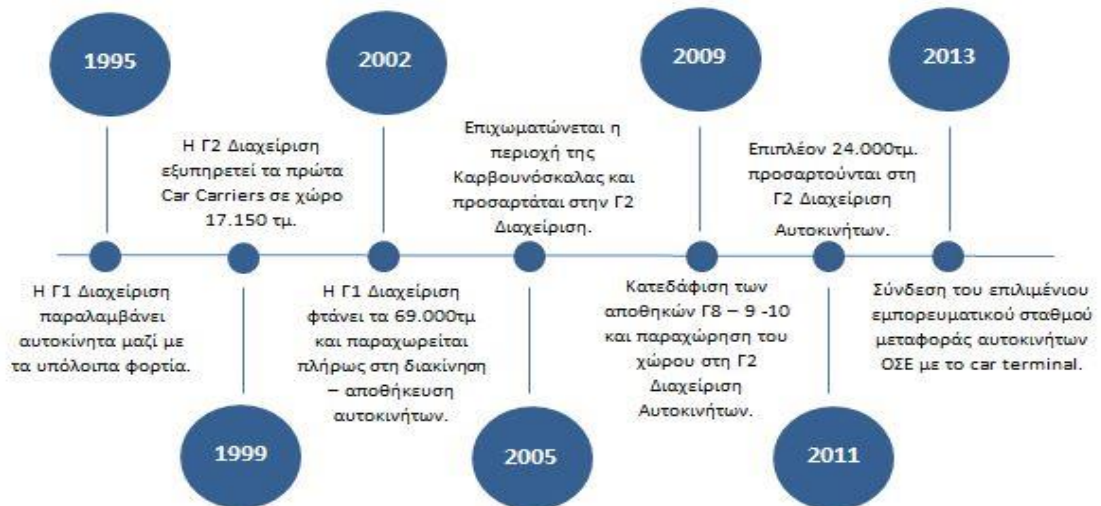 1995
2002
2009
2013
Η Γ2 Διαχείριση
εξυπηρετεί τα πρώτα
Car Carriers σε χώρο
17.150 τμ.
Επιχωματώνεται η
περιοχή της
Καρβουνόσκαλας και
προσαρτάται στην Γ2
Διαχείριση.
Επιπλέον 24.000τμ.
προσαρτούνται στη
Γ2 Διαχείριση
Αυτοκινήτων.
Η Γ1 Διαχείριση
παραλαμβάνει
αυτοκίνητα μαζί με
τα υπόλοιπα φορτία.
Η Γ1 Διαχείριση
φτάνει τα 69.000τμ
και παραχωρείται
πλήρως στη διακίνηση
– αποθήκευση
αυτοκινήτων.
Κατεδάφιση των
αποθηκών Γ8 – 9 -10
και παραχώρηση του
χώρου στη Γ2
Διαχείριση
Αυτοκινήτων.
Σύνδεση του επιλιμένιου
εμπορευματικού σταθμού
μεταφοράς αυτοκινήτων
ΟΣΕ με το car terminal.
1999
2005
2011